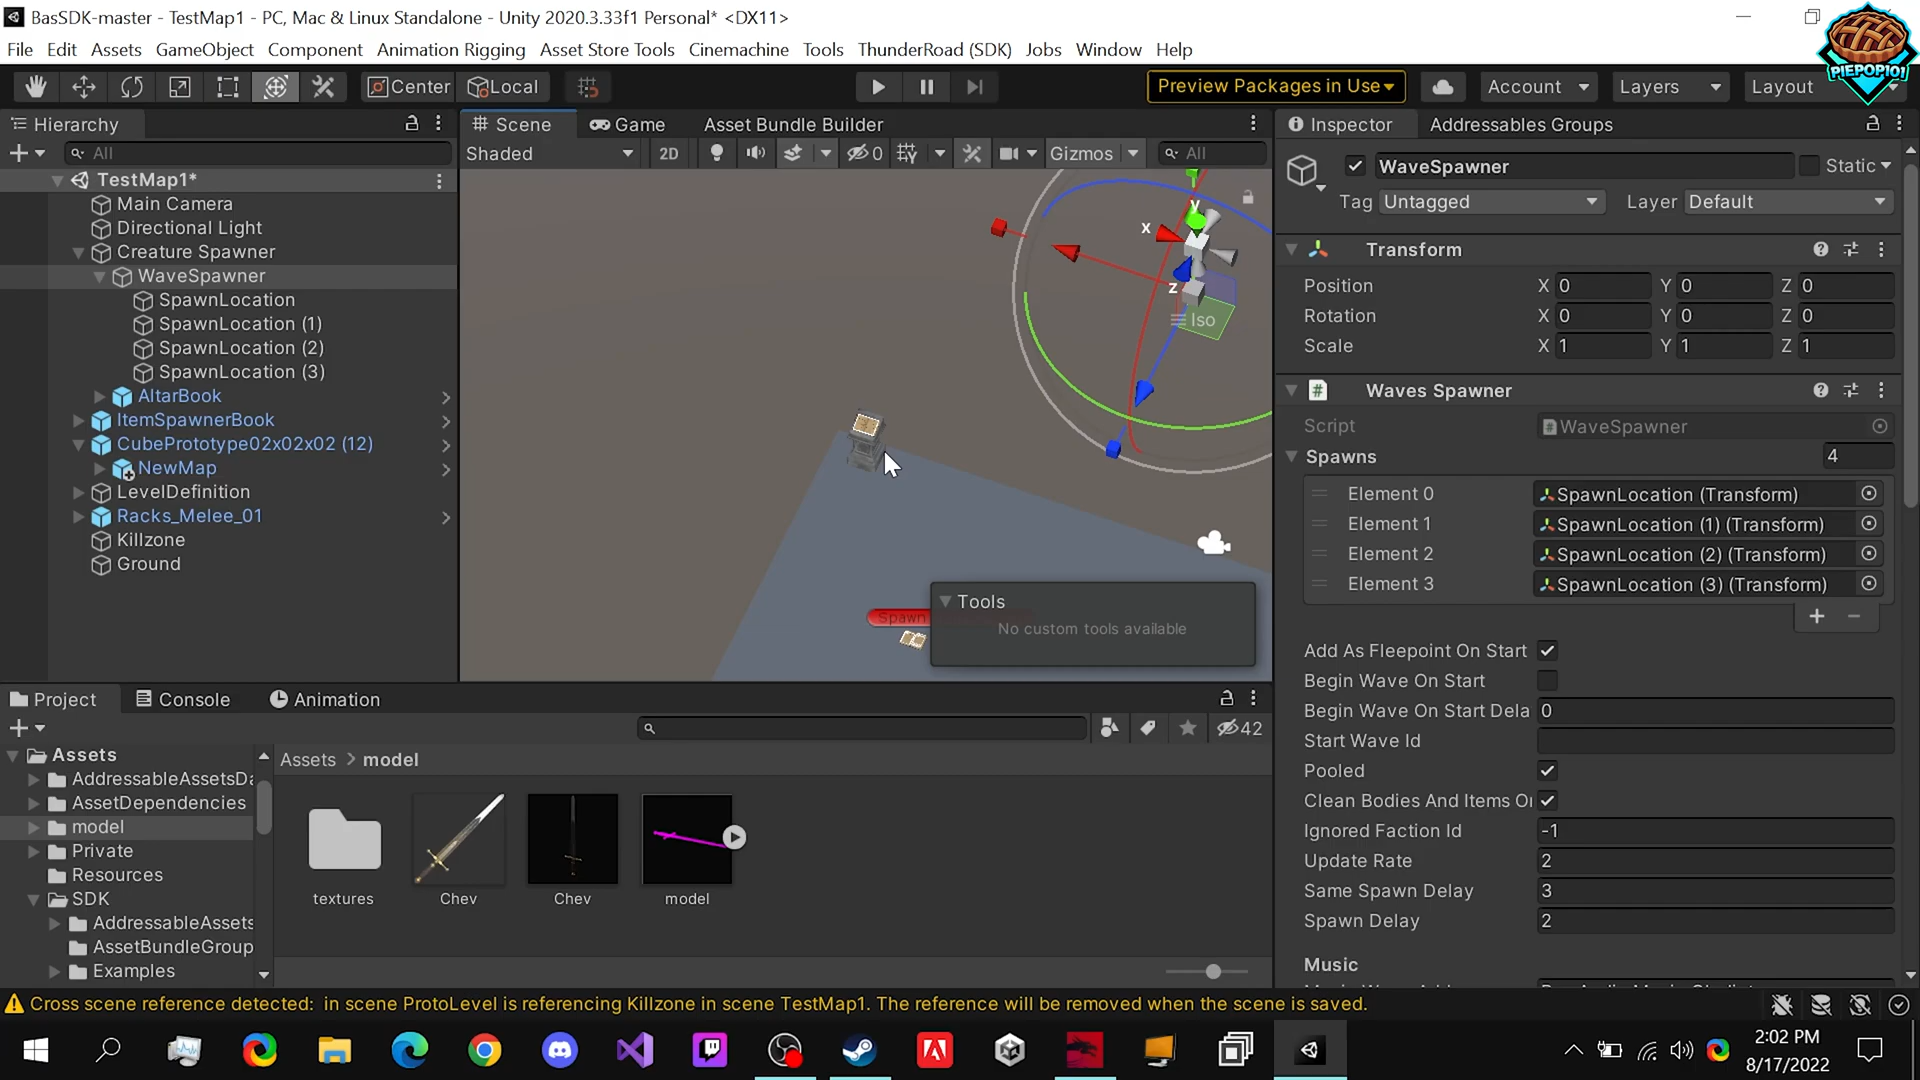 BasSDK-master - TestMap1 - PC, Mac & Linux Standalone - Unity 2020.3.33f1 Personal* <DX11>
PIEPOP101
File Edit Assets GameObject Component Animation Rigging Asset Store Tools Cinemachine Tools ThunderRoad (SDK) Jobs Window Help
Center Local Preview Packages in Use Account Layers Layout
Hierarchy
All
TestMap1*
Main Camera
Directional Light
Creature Spawner
WaveSpawner
SpawnLocation
SpawnLocation (1)
SpawnLocation (2)
SpawnLocation (3)
AltarBook
ItemSpawnerBook
CubePrototype02x02x02 (12)
NewMap
LevelDefinition
Racks_Melee_01
Killzone
Ground
Scene Game Asset Bundle Builder
Shaded 2D 0 Gizmos All
y
x
z
Iso
Spawn
Tools
No custom tools available
Inspector Addressables Groups
WaveSpawner Static
Tag Untagged Layer Default
Transform
Position X 0 Y 0 Z 0
Rotation X 0 Y 0 Z 0
Scale X 1 Y 1 Z 1
Waves Spawner
Script WaveSpawner
Spawns 4
Element 0 SpawnLocation (Transform)
Element 1 SpawnLocation (1) (Transform)
Element 2 SpawnLocation (2) (Transform)
Element 3 SpawnLocation (3) (Transform)
Add As Fleepoint On Start
Begin Wave On Start
Begin Wave On Start Dela 0
Start Wave Id
Pooled
Clean Bodies And Items O
Ignored Faction Id -1
Update Rate 2
Same Spawn Delay 3
Spawn Delay 2
Music
Project Console Animation
42
Assets
AddressableAssetsDa
AssetDependencies
model
Private
Resources
SDK
AddressableAssets
AssetBundleGroup
Examples
Assets > model
textures Chev Chev model
Cross scene reference detected: in scene ProtoLevel is referencing Killzone in scene TestMap1. The reference will be removed when the scene is saved.
2:02 PM
8/17/2022